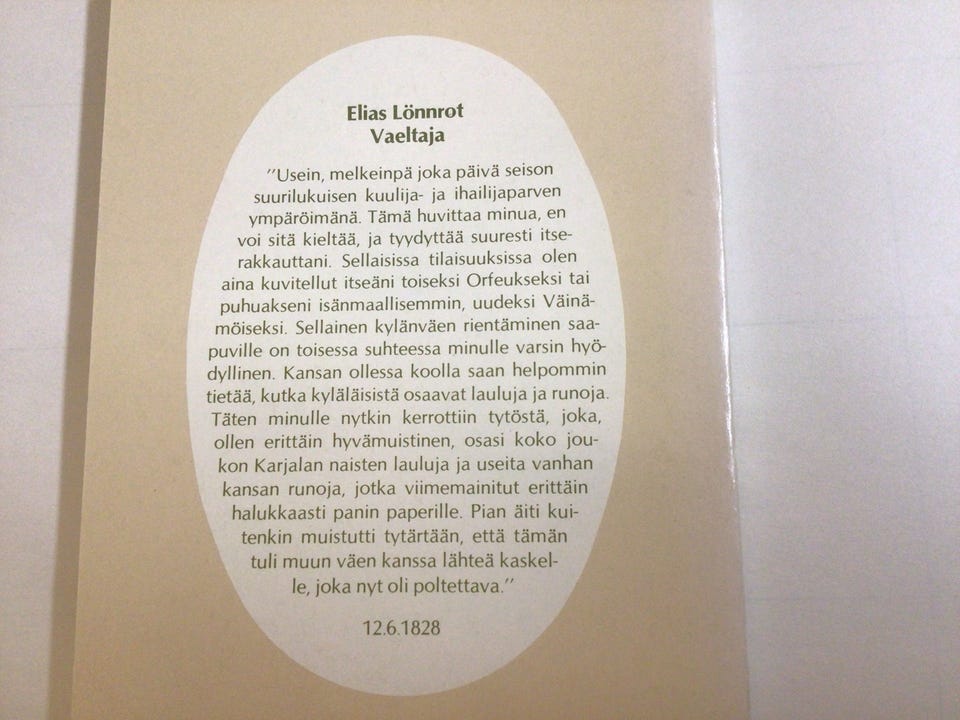 Elias Lönnrot
Vaeltaja
"Usein, melkeinpä joka päivä seison
suurilukuisen kuulija- ja ihailijaparven
ympäröimänä. Tämä huvittaa minua, en
voi sitä kieltää, ja tyydyttää suuresti itse-
rakkauttani. Sellaisissa tilaisuuksissa olen
aina kuvitellut itseäni toiseksi Orfeukseksi tai
puhuakseni isänmaallisemmin, uudeksi Väinä-
möiseksi. Sellainen kylänväen rientäminen saa-
puville on toisessa suhteessa minulle varsin hyö-
dyllinen. Kansan ollessa koolla saan helpommin
tietää, kutka kyläläisistä osaavat lauluja ja runoja.
Täten minulle nytkin kerrottiin tytöstä, joka,
ollen erittäin hyvämuistinen, osasi koko jou-
kon Karjalan naisten lauluja ja useita vanhan
kansan runoja, jotka viimemainitut erittäin
halukkaasti panin paperille. Pian äiti kui-
tenkin muistutti tytärtään, että tämän
tuli muun väen kanssa lähteä kaskel-
le, joka nyt oli poltettava."
12.6.1828